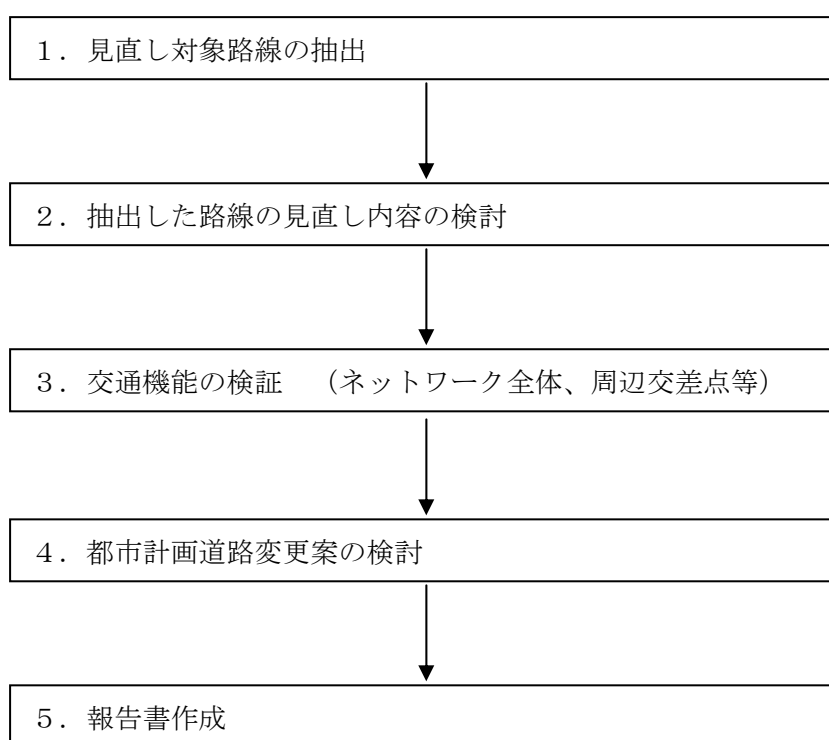 １．見直し対象路線の抽出
２．抽出した路線の見直し内容の検討
３．交通機能の検証　（ネットワーク全体、周辺交差点等）
４．都市計画道路変更案の検討
５．報告書作成